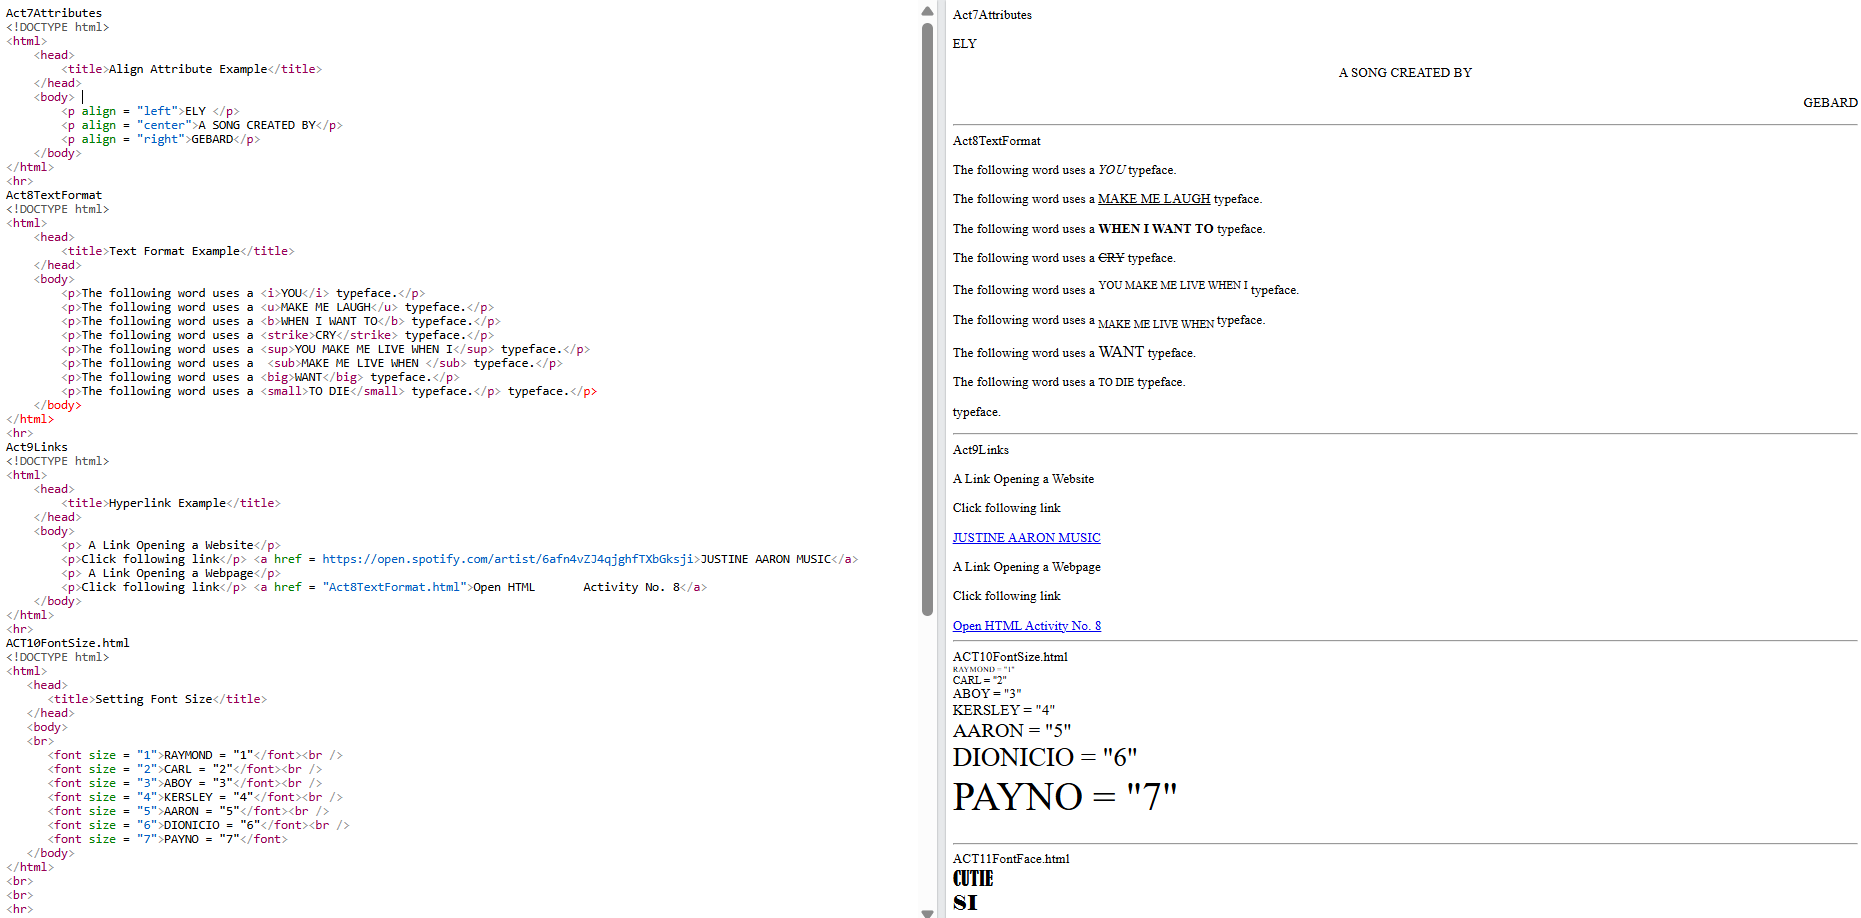 Act7Attributes
<!DOCTYPE html>
<html>
    <head>
        <title>Align Attribute Example</title>
    </head>
    <body>
        <p align = "left">ELY </p>
        <p align = "center">A SONG CREATED BY</p>
        <p align = "right">GEBARD</p>
    </body>
</html>
<hr>
Act8TextFormat
<!DOCTYPE html>
<html>
    <head>
        <title>Text Format Example</title>
    </head>
    <body>
        <p>The following word uses a <i>YOU</i> typeface.</p>
        <p>The following word uses a <u>MAKE ME LAUGH</u> typeface.</p>
        <p>The following word uses a <b>WHEN I WANT TO</b> typeface.</p>
        <p>The following word uses a <strike>CRY</strike> typeface.</p>
        <p>The following word uses a <sup>YOU MAKE ME LIVE WHEN I</sup> typeface.</p>
        <p>The following word uses a  <sub>MAKE ME LIVE WHEN </sub> typeface.</p>
        <p>The following word uses a <big>WANT</big> typeface.</p>
        <p>The following word uses a <small>TO DIE</small> typeface.</p> typeface.</p>
    </body>
</html>
<hr>
Act9Links
<!DOCTYPE html>
<html>
    <head>
        <title>Hyperlink Example</title>
    </head>
    <body>
        <p> A Link Opening a Website</p>
        <p>Click following link</p> <a href = https://open.spotify.com/artist/6afn4vZJ4qjghfTXbGksji>JUSTINE AARON MUSIC</a>
        <p> A Link Opening a Webpage</p>
        <p>Click following link</p> <a href = "Act8TextFormat.html">Open HTML       Activity No. 8</a>
    </body>
</html>
<hr>
ACT10FontSize.html
<!DOCTYPE html>
<html>
   <head>
      <title>Setting Font Size</title>
   </head>
   <body>
   <br>
      <font size = "1">RAYMOND = "1"</font><br />
      <font size = "2">CARL = "2"</font><br />
      <font size = "3">ABOY = "3"</font><br />
      <font size = "4">KERSLEY = "4"</font><br />
      <font size = "5">AARON = "5"</font><br />
      <font size = "6">DIONICIO = "6"</font><br />
      <font size = "7">PAYNO = "7"</font>
   </body>
</html>
<br>
<br>
<hr>
Act7Attributes
ELY
A SONG CREATED BY
GEBARD
Act8TextFormat
The following word uses a YOU typeface.
The following word uses a MAKE ME LAUGH typeface.
The following word uses a WHEN I WANT TO typeface.
The following word uses a CRY typeface.
The following word uses a YOU MAKE ME LIVE WHEN I typeface.
The following word uses a MAKE ME LIVE WHEN typeface.
The following word uses a WANT typeface.
The following word uses a TO DIE typeface.
typeface.
Act9Links
A Link Opening a Website
Click following link
JUSTINE AARON MUSIC
A Link Opening a Webpage
Click following link
Open HTML Activity No. 8
ACT10FontSize.html
RAYMOND = "1"
CARL = "2"
ABOY = "3"
KERSLEY = "4"
AARON = "5"
DIONICIO = "6"
PAYNO = "7"
ACT11FontFace.html
CUTIE
SI